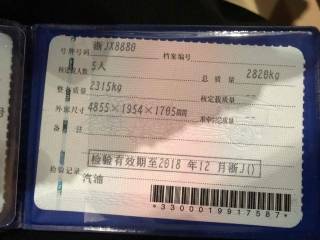 号牌号码 浙JX8880 档案编号
核定载人数 5人 总质量 2820kg
整备质量 2315kg 核定载质量 --
外廓尺寸 4855×1954×1705mm 准牵引总质量 --
检验有效期至2018 年12 月浙J()
检验记录
汽油
*3300019917587*